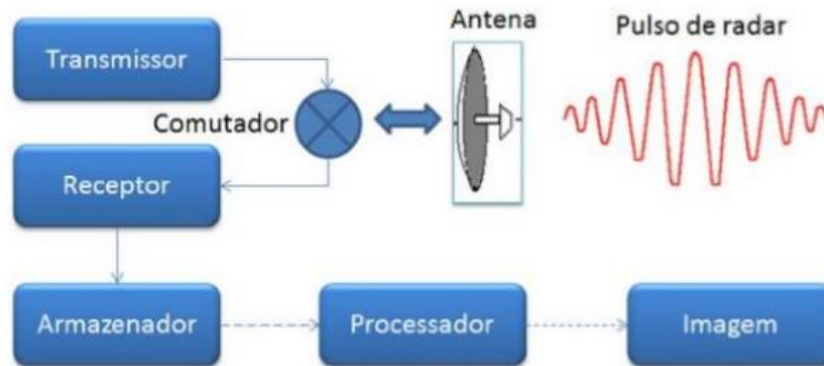 Antena
Pulso de radar
Transmissor
Comutador
Receptor
Armazenador
Processador
Imagem